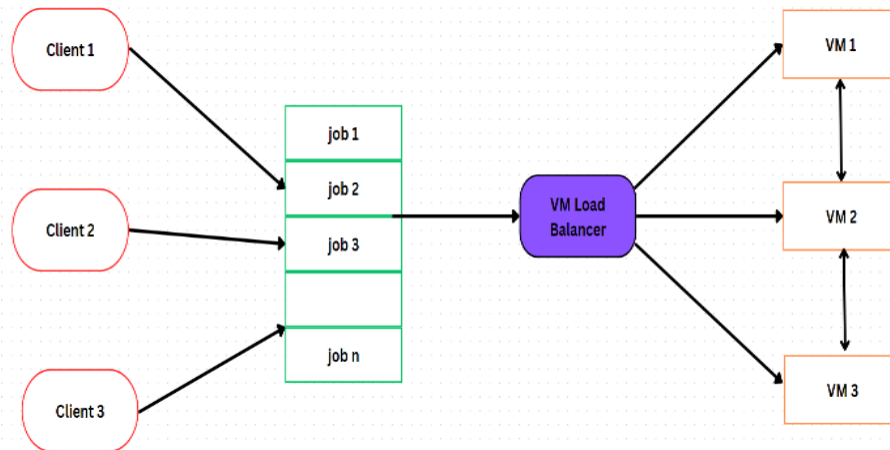 Client 1
Client 2
Client 3
job 1
job 2
job 3
job n
VM Load
Balancer
VM 1
VM 2
VM 3